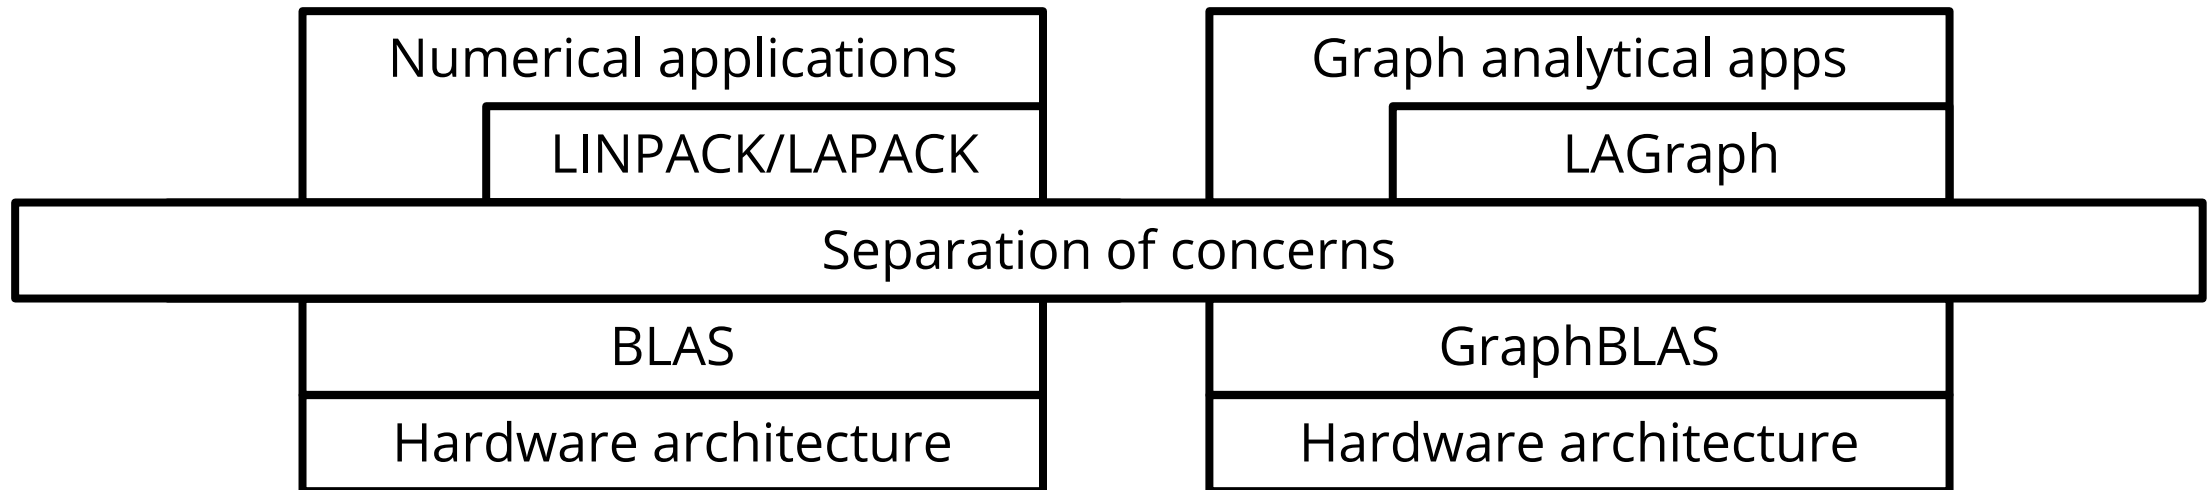 Numerical applications
LINPACK/LAPACK
Graph analytical apps
LAGraph
Separation of concerns
BLAS
Hardware architecture
GraphBLAS
Hardware architecture